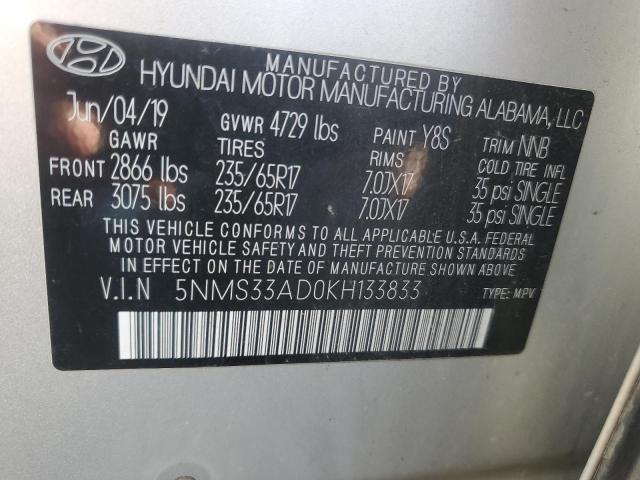 MANUFACTURED BY
HYUNDAI MOTOR MANUFACTURING ALABAMA, LLC
Jun/04/19 GVWR 4729 lbs PAINT Y8S TRIM NNB
GAWR TIRES RIMS COLD TIRE INFL
FRONT 2866 lbs 235/65R17 7.0JX17 35 psi SINGLE
REAR 3075 lbs 235/65R17 7.0JX17 35 psi SINGLE
THIS VEHICLE CONFORMS TO ALL APPLICABLE U.S.A. FEDERAL
MOTOR VEHICLE SAFETY AND THEFT PREVENTION STANDARDS
IN EFFECT ON THE DATE OF MANUFACTURE SHOWN ABOVE.
V.I.N 5NMS33AD0KH133833 TYPE: MPV